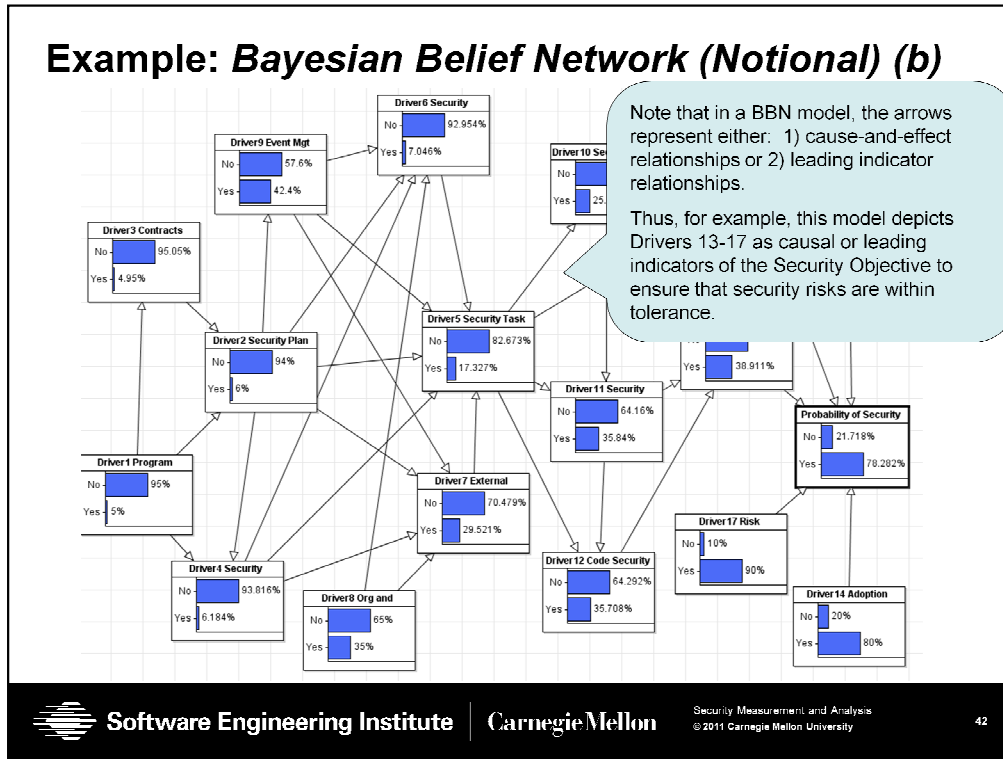 Example: Bayesian Belief Network (Notional) (b)
Driver6 Security
No 92.954%
Yes 7.046%
Driver9 Event Mgt
No 57.6%
Yes 42.4%
Driver10
No
Yes 25.
Note that in a BBN model, the arrows
represent either: 1) cause-and-effect
relationships or 2) leading indicator
relationships.
Thus, for example, this model depicts
Drivers 13-17 as causal or leading
indicators of the Security Objective to
ensure that security risks are within
tolerance.
Driver3 Contracts
No 95.05%
Yes 4.95%
Driver2 Security Plan
No 94%
Yes 6%
Driver5 Security Task
No 82.673%
Yes 17.327%
Yes 38.911%
Driver11 Security
No 64.16%
Yes 35.84%
Probability of Security
No 21.718%
Yes 78.282%
Driver1 Program
No 95%
Yes 5%
Driver7 External
No 70.479%
Yes 29.521%
Driver17 Risk
No 10%
Yes 90%
Driver4 Security
No 93.816%
Yes 6.184%
Driver8 Org and
No 65%
Yes 35%
Driver12 Code Security
No 64.292%
Yes 35.708%
Driver14 Adoption
No 20%
Yes 80%
Software Engineering Institute
Carnegie Mellon
Security Measurement and Analysis
© 2011 Carnegie Mellon University
42